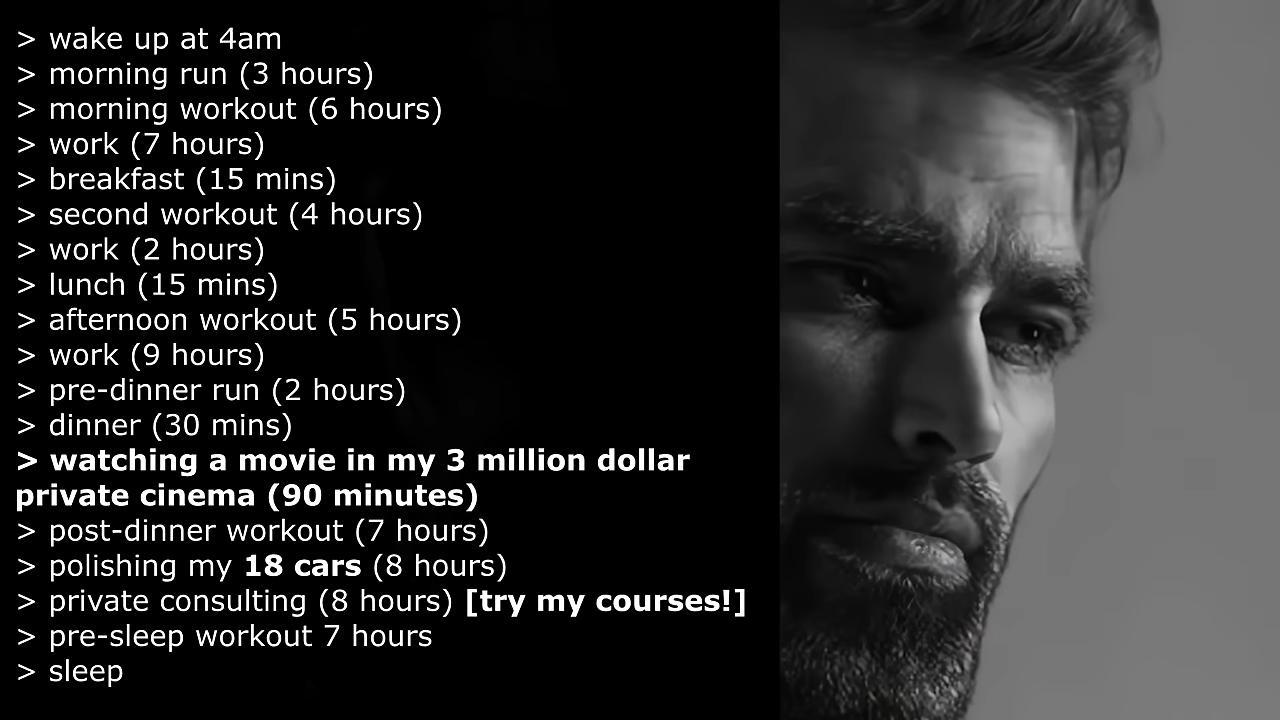 > wake up at 4am
> morning run (3 hours)
> morning workout (6 hours)
> work (7 hours)
> breakfast (15 mins)
> second workout (4 hours)
> work (2 hours)
> lunch (15 mins)
> afternoon workout (5 hours)
> work (9 hours)
> pre-dinner run (2 hours)
> dinner (30 mins)
> watching a movie in my 3 million dollar
private cinema (90 minutes)
> post-dinner workout (7 hours)
> polishing my 18 cars (8 hours)
> private consulting (8 hours) [try my courses!]
> pre-sleep workout 7 hours
> sleep